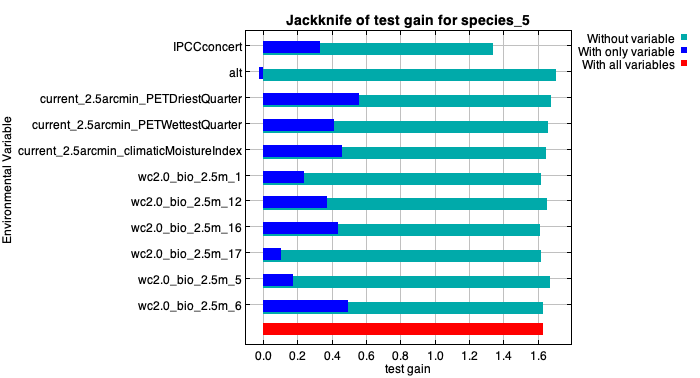 Jackknife of test gain for species_5
Without variable
With only variable
With all variables
Environmental Variable
IPCCconcert
alt
current_2.5arcmin_PETDriestQuarter
current_2.5arcmin_PETWettestQuarter
current_2.5arcmin_climaticMoistureIndex
wc2.0_bio_2.5m_1
wc2.0_bio_2.5m_12
wc2.0_bio_2.5m_16
wc2.0_bio_2.5m_17
wc2.0_bio_2.5m_5
wc2.0_bio_2.5m_6
0.0 0.2 0.4 0.6 0.8 1.0 1.2 1.4 1.6
test gain